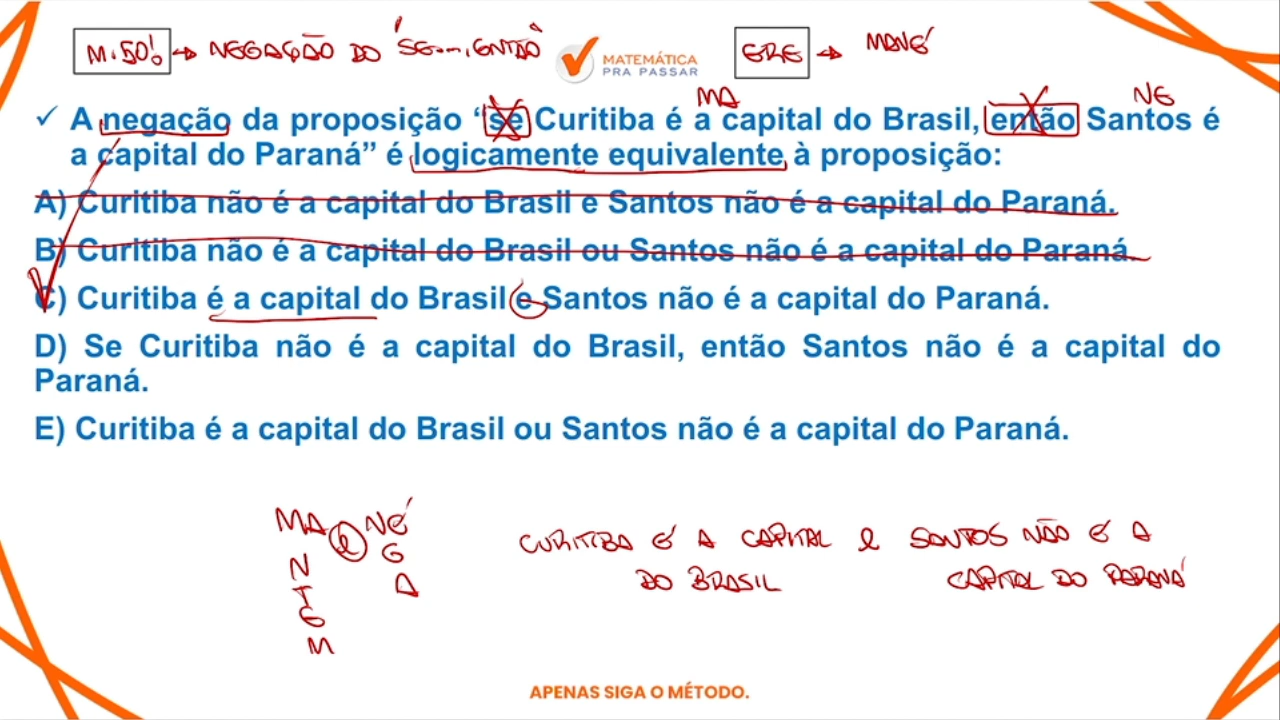 M.50! → NEGAÇÃO DO "SE..., ENTÃO"
MATEMÁTICA
PRA PASSAR
→ MANÉ
MA NE
✓ A negação da proposição “se Curitiba é a capital do Brasil, então Santos é
a capital do Paraná” é logicamente equivalente à proposição:
A) Curitiba não é a capital do Brasil e Santos não é a capital do Paraná.
B) Curitiba não é a capital do Brasil ou Santos não é a capital do Paraná.
C) Curitiba é a capital do Brasil e Santos não é a capital do Paraná.
D) Se Curitiba não é a capital do Brasil, então Santos não é a capital do
Paraná.
E) Curitiba é a capital do Brasil ou Santos não é a capital do Paraná.
MA e NÉ
N G
T A
É
M
CURITIBA É A CAPITAL e SANTOS NÃO É A
DO BRASIL CAPITAL DO PARANÁ
APENAS SIGA O MÉTODO.